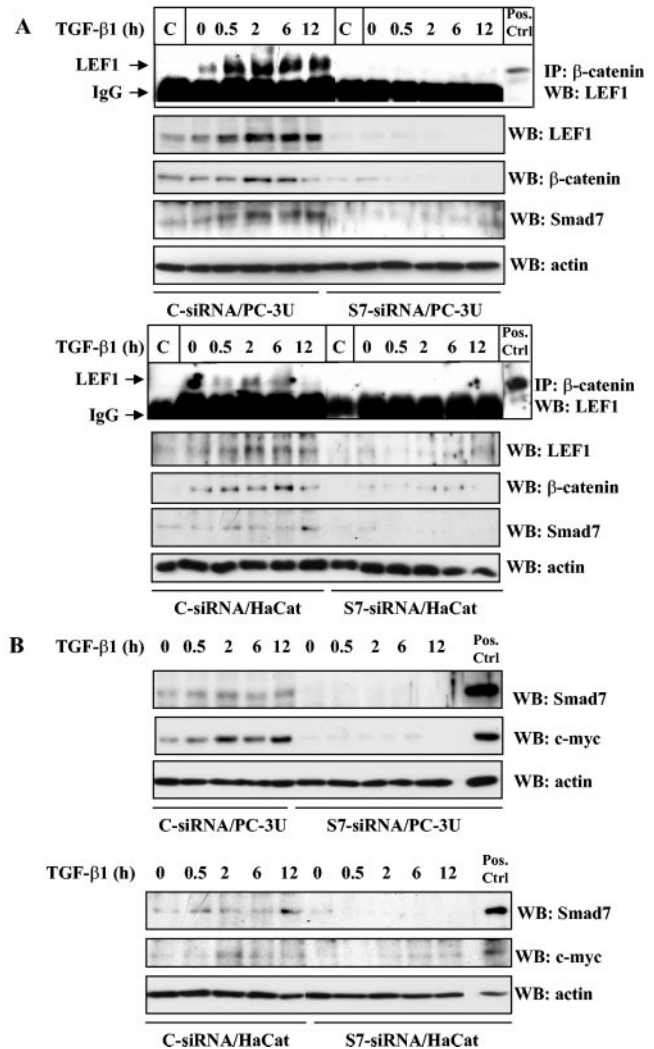 A
TGF-β1 (h) C 0 0.5 2 6 12 C 0 0.5 2 6 12 Pos. Ctrl
LEF1
IgG
IP: β-catenin
WB: LEF1
WB: LEF1
WB: β-catenin
WB: Smad7
WB: actin
C-siRNA/PC-3U S7-siRNA/PC-3U
TGF-β1 (h) C 0 0.5 2 6 12 C 0 0.5 2 6 12 Pos. Ctrl
LEF1
IgG
IP: β-catenin
WB: LEF1
WB: LEF1
WB: β-catenin
WB: Smad7
WB: actin
C-siRNA/HaCat S7-siRNA/HaCat
B
TGF-β1 (h) 0 0.5 2 6 12 0 0.5 2 6 12 Pos. Ctrl
WB: Smad7
WB: c-myc
WB: actin
C-siRNA/PC-3U S7-siRNA/PC-3U
TGF-β1 (h) 0 0.5 2 6 12 0 0.5 2 6 12 Pos. Ctrl
WB: Smad7
WB: c-myc
WB: actin
C-siRNA/HaCat S7-siRNA/HaCat